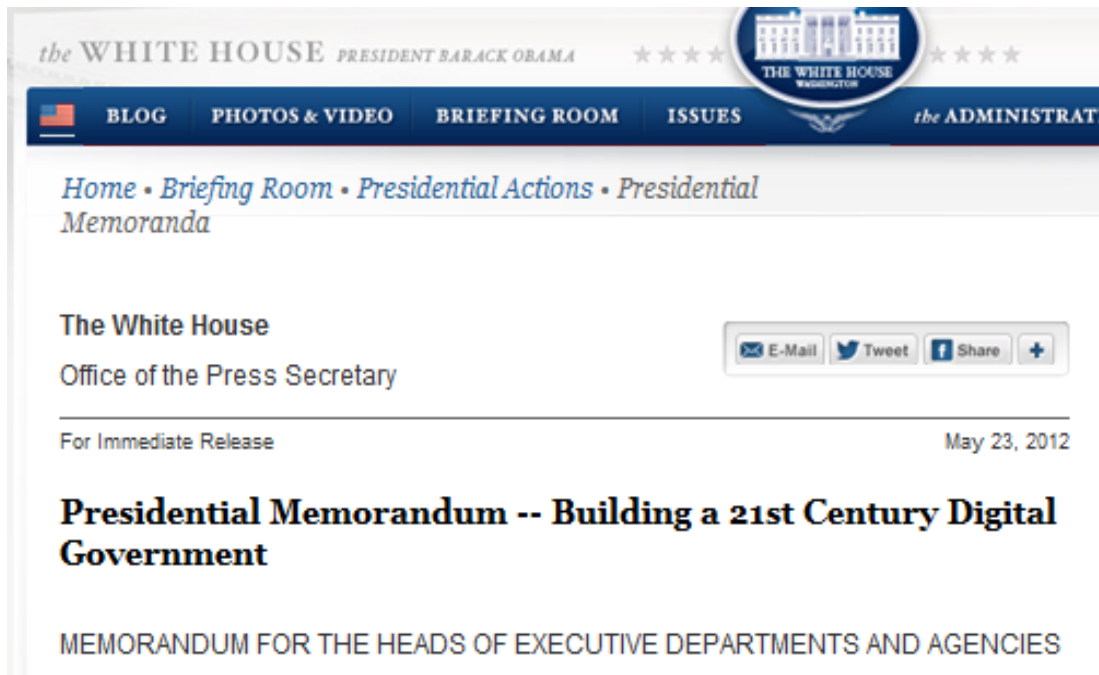 the WHITE HOUSE PRESIDENT BARACK OBAMA
THE WHITE HOUSE
WASHINGTON
BLOG PHOTOS & VIDEO BRIEFING ROOM ISSUES the ADMINISTRAT
Home • Briefing Room • Presidential Actions • Presidential
Memoranda
The White House
E-Mail Tweet Share +
Office of the Press Secretary
For Immediate Release May 23, 2012
Presidential Memorandum -- Building a 21st Century Digital
Government
MEMORANDUM FOR THE HEADS OF EXECUTIVE DEPARTMENTS AND AGENCIES